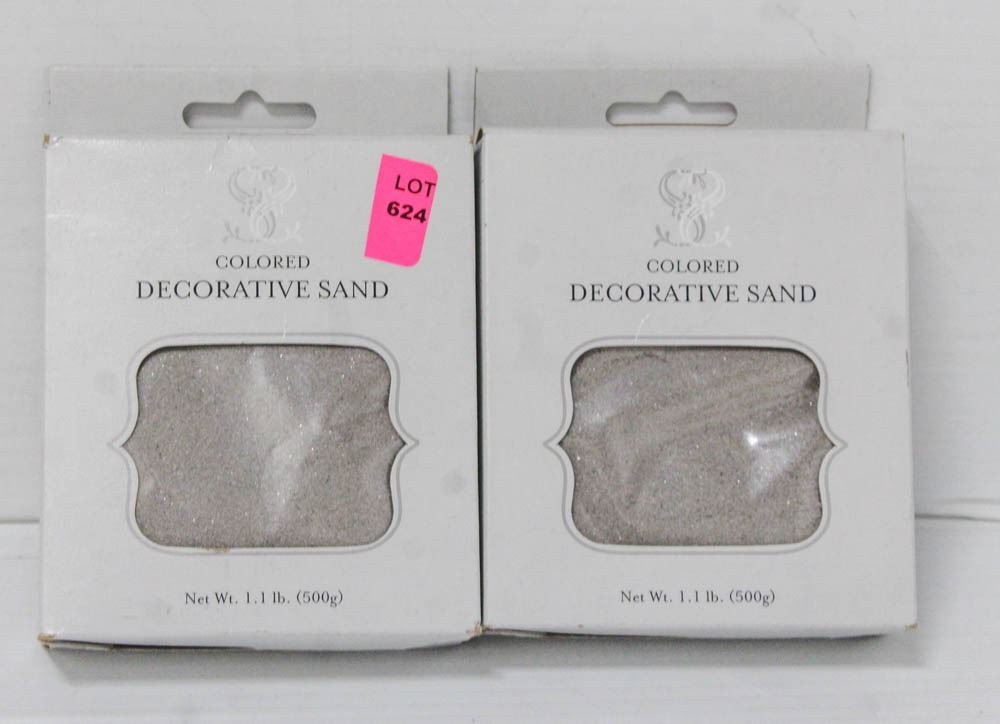 LOT
624
COLORED
DECORATIVE SAND
Net Wt. 1.1 lb. (500g)
COLORED
DECORATIVE SAND
Net Wt. 1.1 lb. (500g)